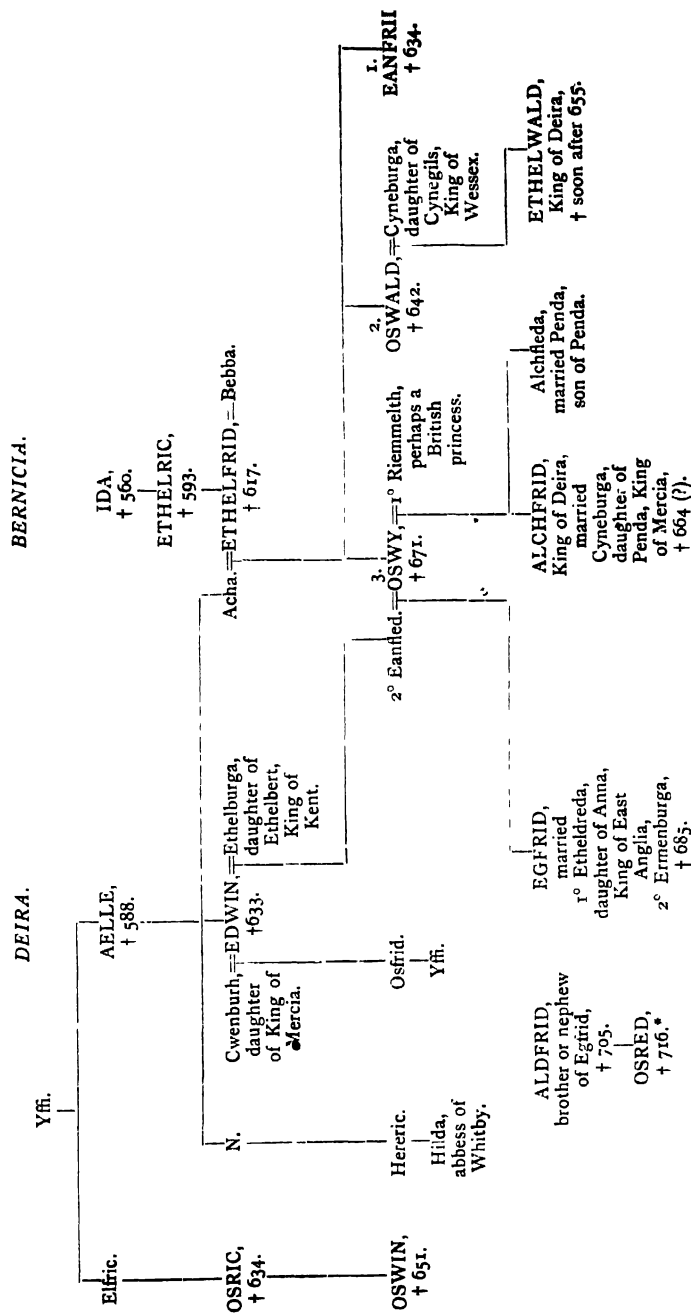 DEIRA.
BERNICIA.
Yffi.
Elfric.
AELLE,
† 588.
IDA,
† 560.
ETHELRIC,
† 593.
OSRIC,
† 634.
N.
Cwenburh,=EDWIN,=Ethelburga,
daughter
of King of
Mercia.
†633.
daughter of
Ethelbert,
King of
Kent.
Acha.=ETHELFRID,=Bebba.
† 617.
OSWIN,
† 651.
Hereric.
Hilda,
abbess of
Whitby.
Osfrid.
Yffi.
3.
2° Eanfled.=OSWY,=1° Riemmelth,
† 671.
perhaps a
British
princess.
2.
OSWALD,=Cyneburga,
† 642.
daughter of
Cynegils,
King of
Wessex.
1.
EANFRII
† 634.
ALDFRID,
brother or nephew
of Egfrid,
† 705.
OSRED,
† 716.*
EGFRID,
married
1° Etheldreda,
daughter of Anna,
King of East
Anglia,
2° Ermenburga,
† 685.
ALCHFRID,
King of Deira,
married
Cyneburga,
daughter of
Penda, King
of Mercia,
† 664 (?).
Alchfleda,
married Penda,
son of Penda.
ETHELWALD,
King of Deira,
† soon after 655.